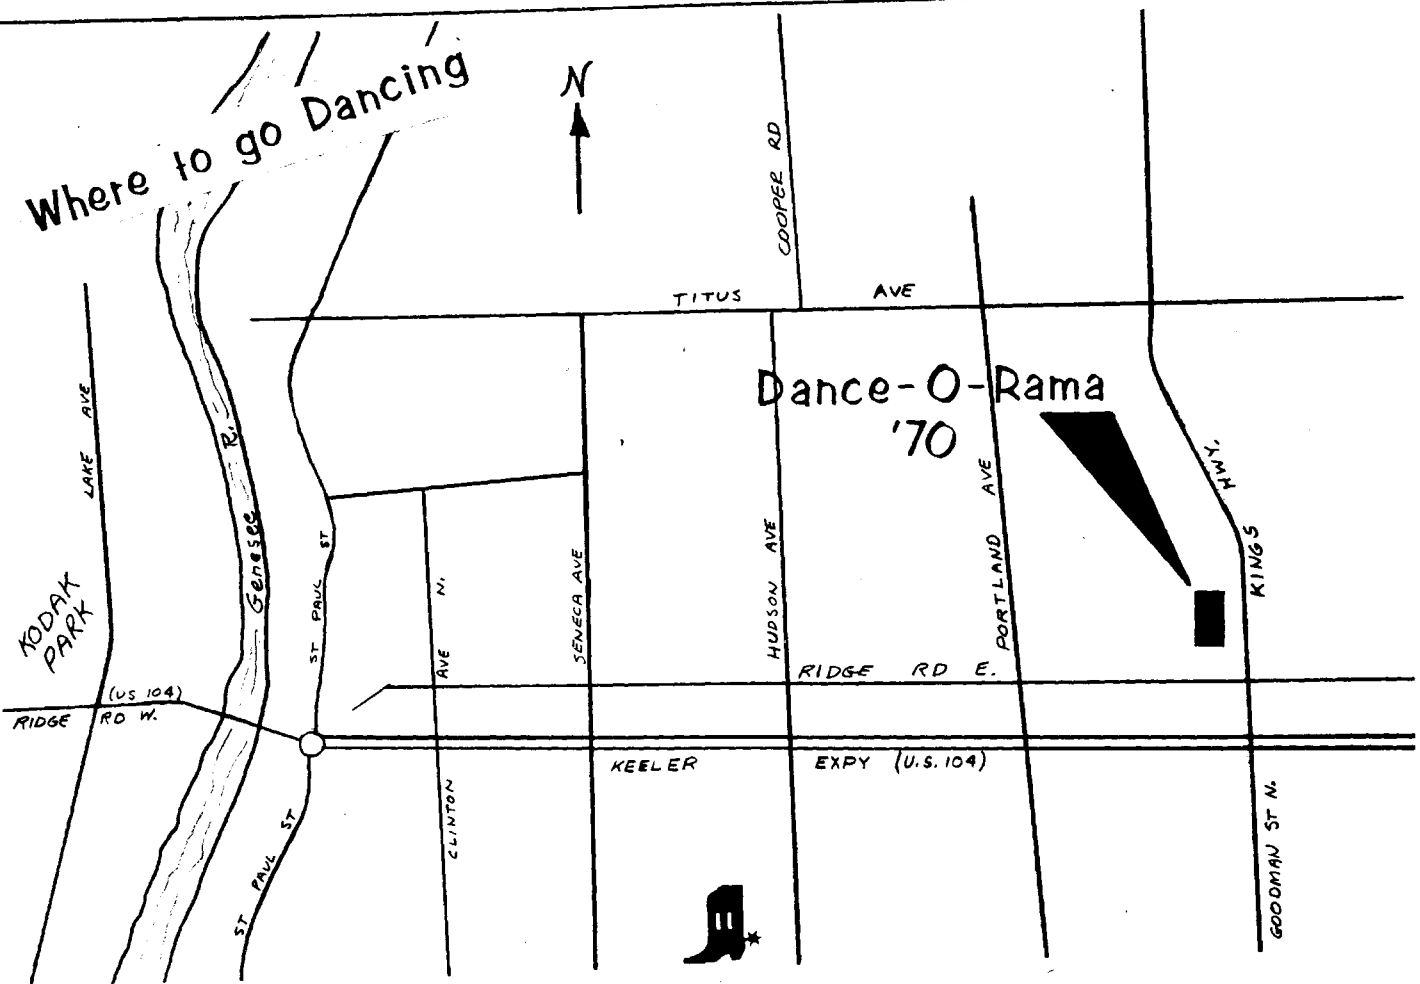 Where to go Dancing
N
COOPER RD
TITUS AVE
Dance-O-Rama
'70
LAKE AVE
Genesee R.
KODAK
PARK
ST PAUL ST
AVE N.
SENECA AVE
HUDSON AVE
PORTLAND AVE
KINGS HWY.
RIDGE RD E.
(US 104)
RIDGE RD W.
KEELER EXPY (U.S. 104)
CLINTON
ST PAUL ST
GOODMAN ST N.